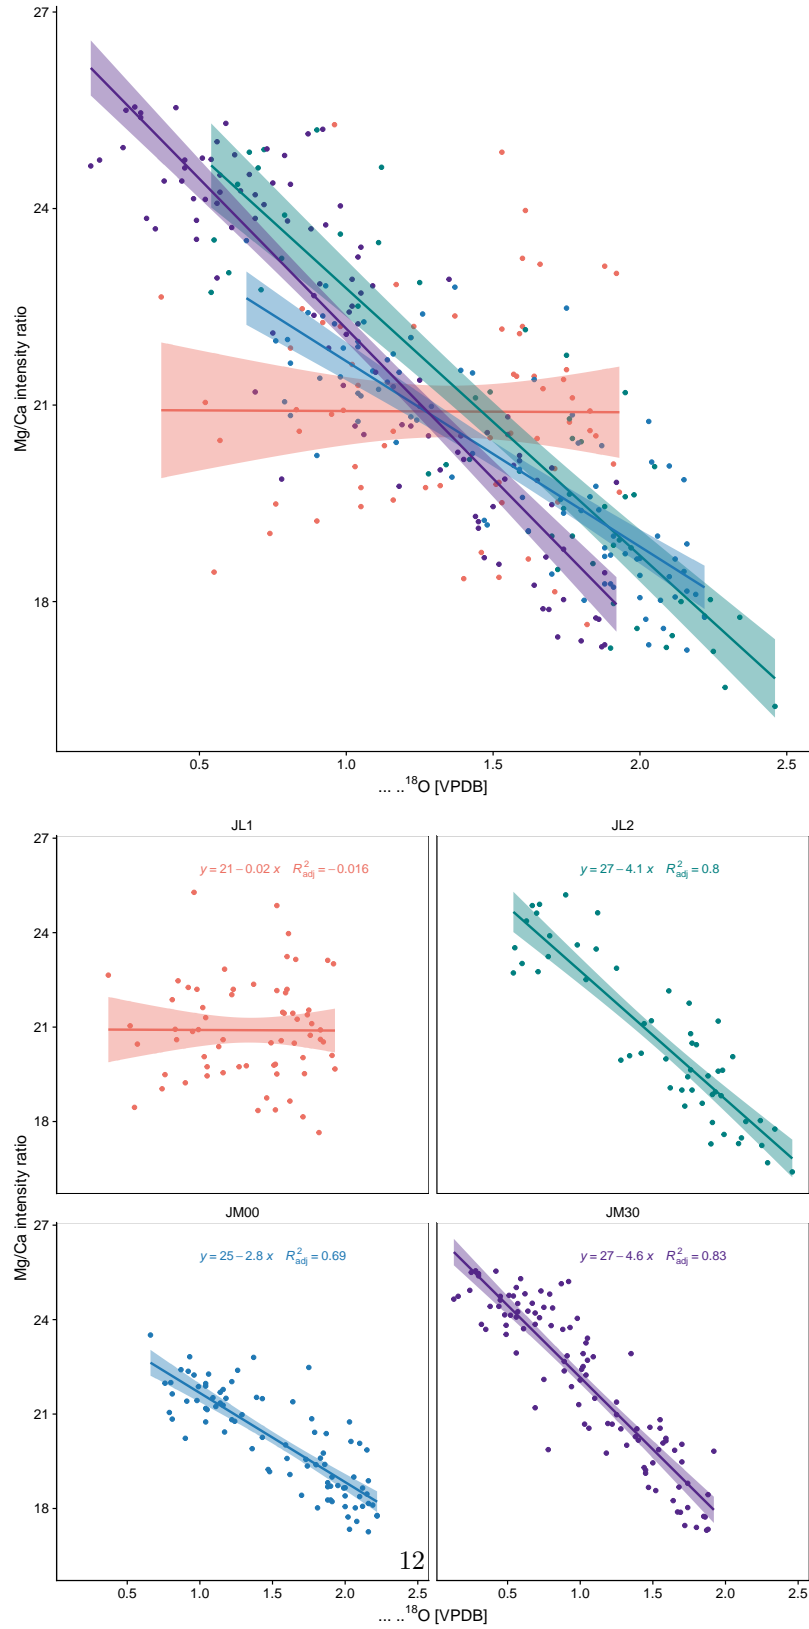 27
24
21
18
Mg/Ca intensity ratio
0.5 1.0 1.5 2.0 2.5
... ..¹⁸O [VPDB]
JL1 JL2
27
24
21
18
y = 21 − 0.02 x R²adj = −0.016
y = 27 − 4.1 x R²adj = 0.8
Mg/Ca intensity ratio
JM00 JM30
27
24
21
18
y = 25 − 2.8 x R²adj = 0.69
y = 27 − 4.6 x R²adj = 0.83
12
0.5 1.0 1.5 2.0 2.5 0.5 1.0 1.5 2.0 2.5
... ..¹⁸O [VPDB]